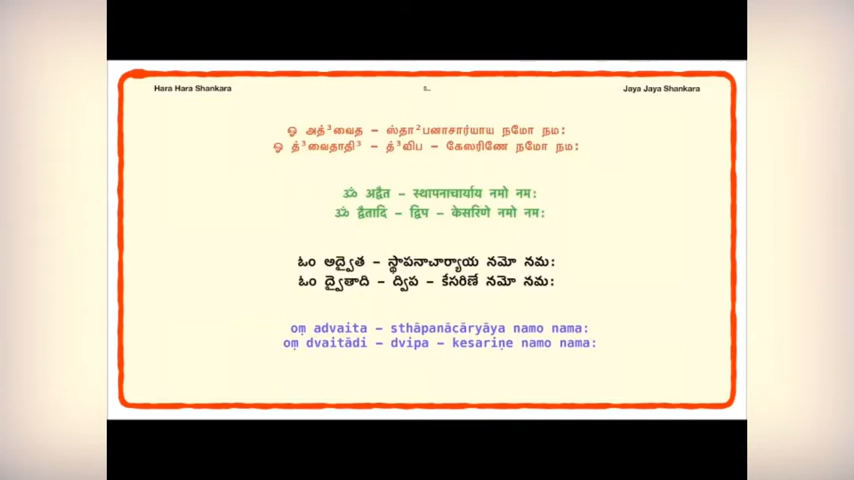 Hara Hara Shankara
Jaya Jaya Shankara
ஓ அத்³வைத – ஸ்தா²பனாசார்யாய நமோ நம:
ஓ த்³வைதாதி³ – த்³விப – கேஸரிணே நமோ நம:
ॐ अद्वैत – स्थापनाचार्याय नमो नम:
ॐ द्वैतादि – द्विप – केसरिणे नमो नम:
ఓం అద్వైత – స్థాపనాచార్యాయ నమో నమ:
ఓం ద్వైతాది – ద్విప – కేసరిణే నమో నమ:
oṃ advaita – sthāpanācāryāya namo nama:
oṃ dvaitādi – dvipa – kesariṇe namo nama: